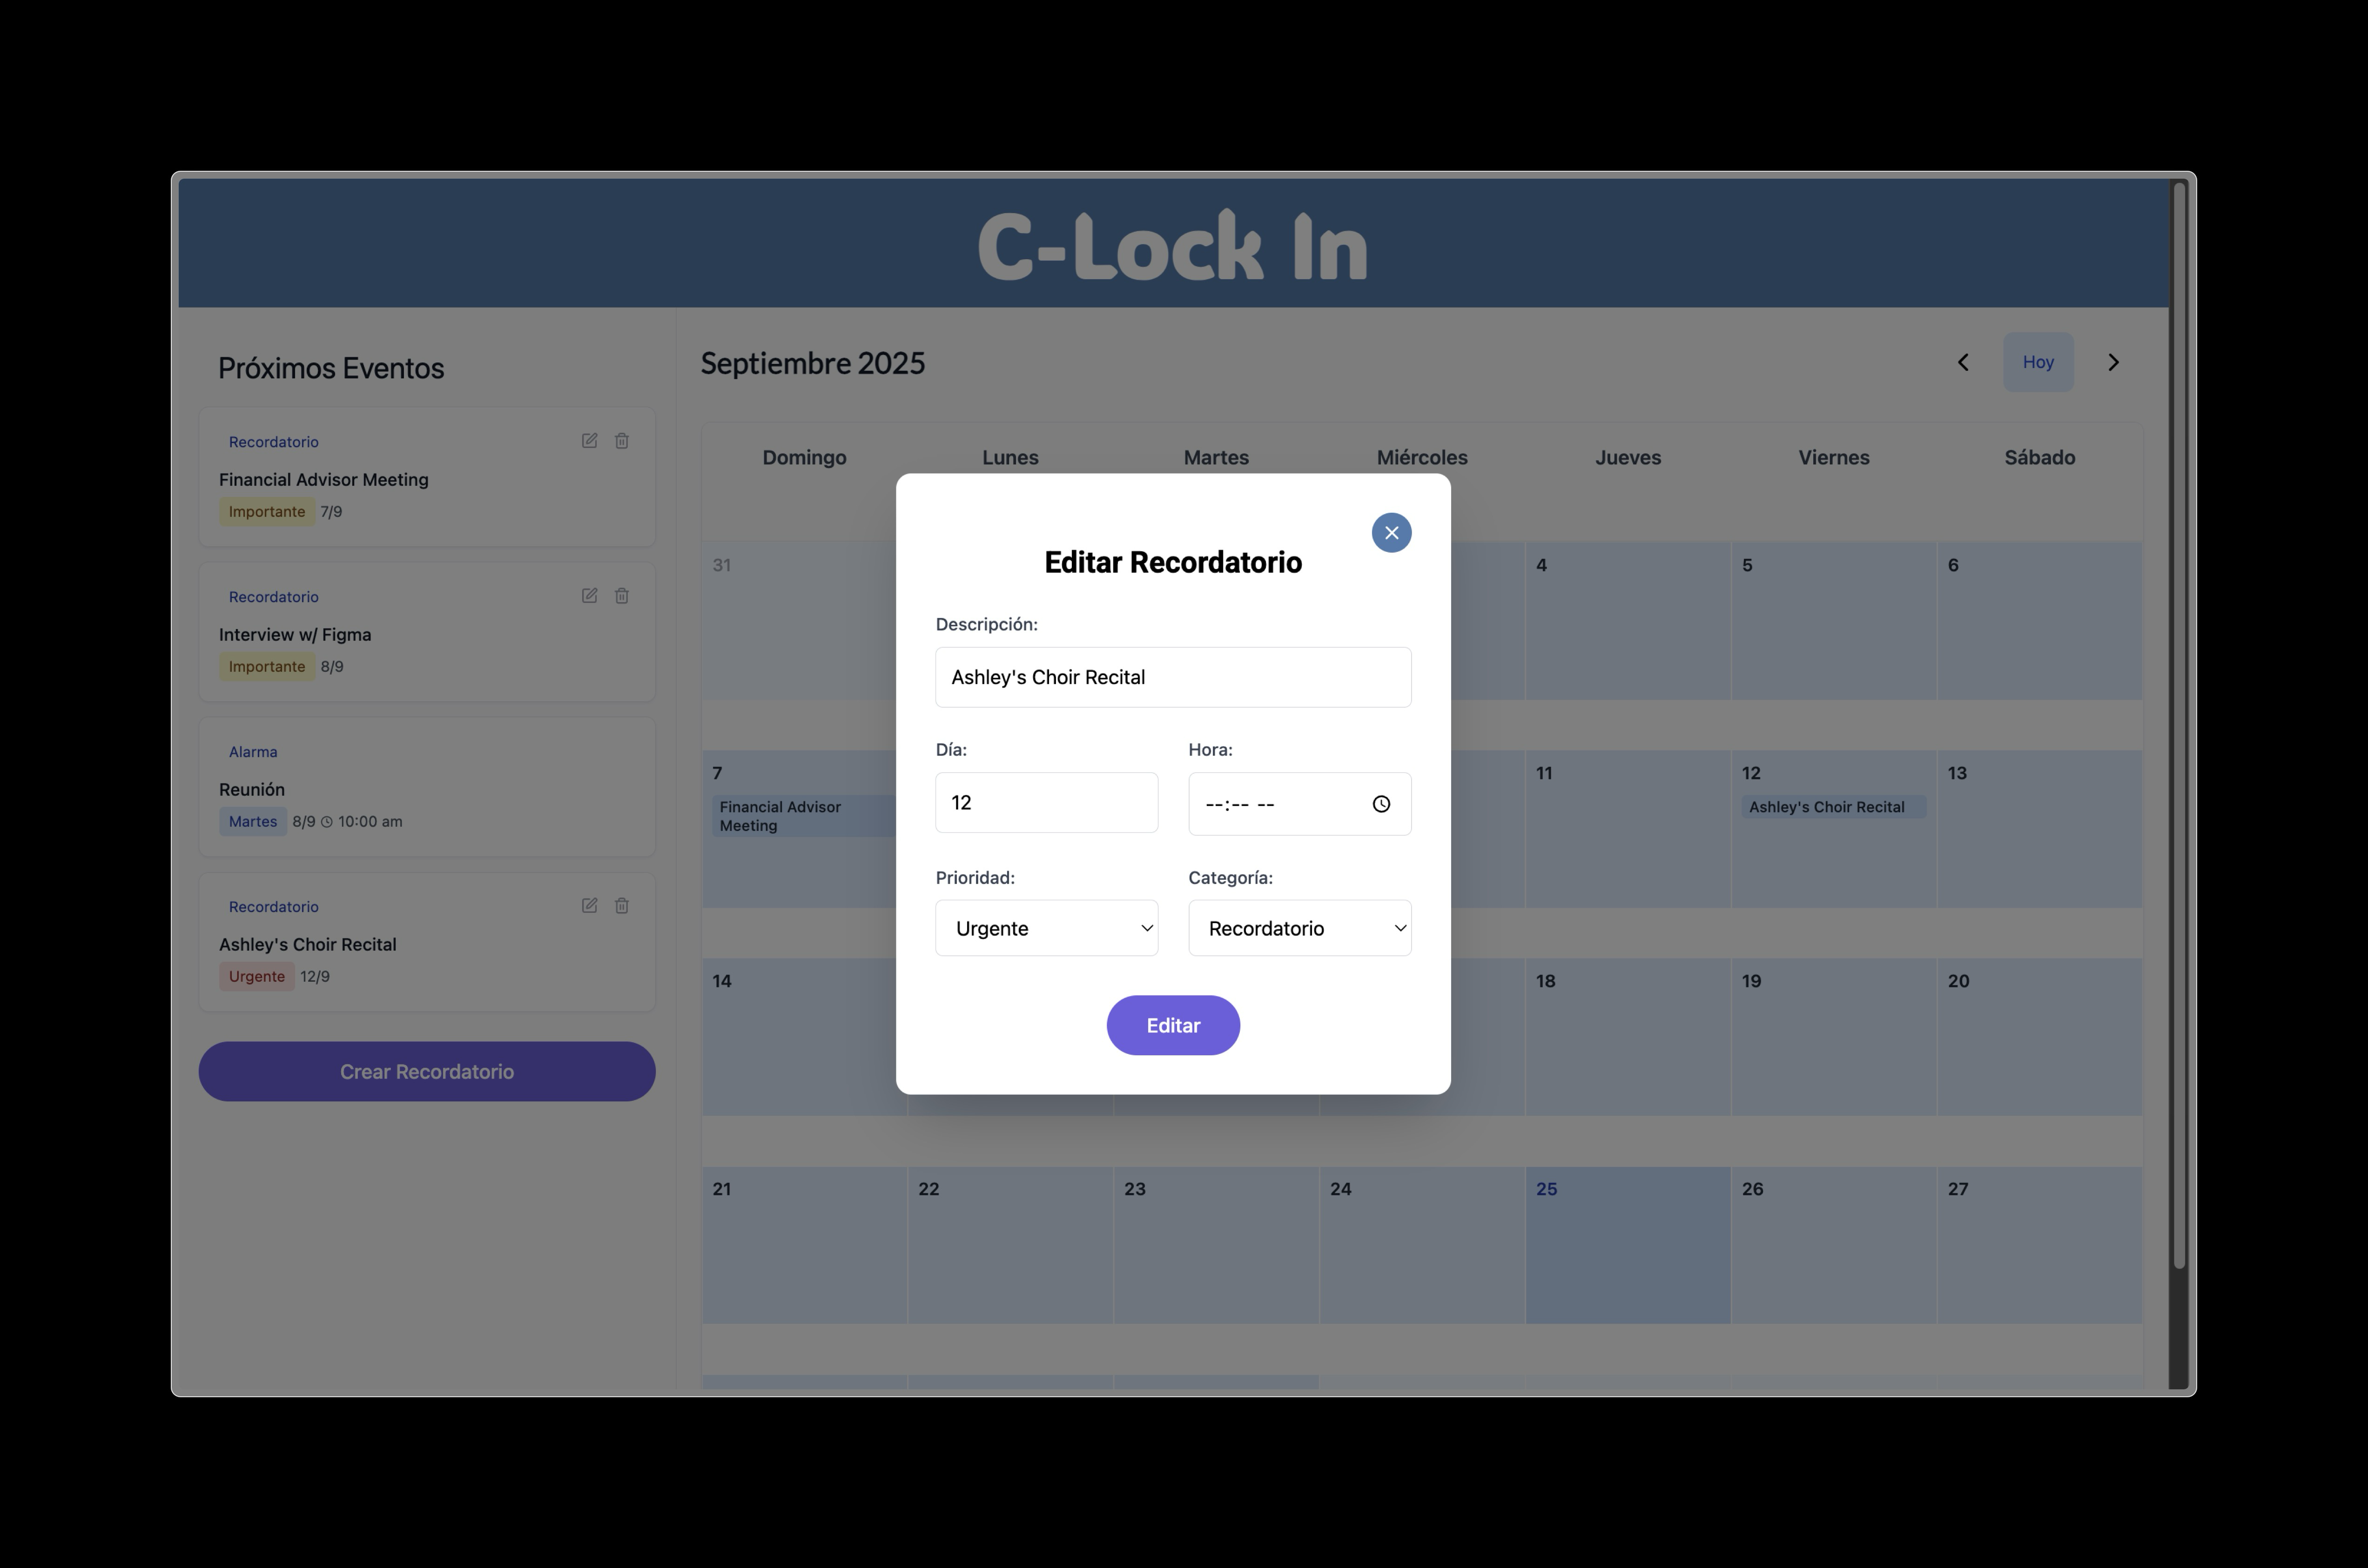 C-Lock In
Próximos Eventos
Recordatorio
Financial Advisor Meeting
Importante 7/9
Recordatorio
Interview w/ Figma
Importante 8/9
Alarma
Reunión
Martes 8/9 10:00 am
Recordatorio
Ashley's Choir Recital
Urgente 12/9
Crear Recordatorio
Septiembre 2025
Hoy
Domingo Lunes Martes Miércoles Jueves Viernes Sábado
31 4 5 6
7 11 12 13
Financial Advisor
Meeting
Ashley's Choir Recital
14 18 19 20
21 22 23 24 25 26 27
Editar Recordatorio
Descripción:
Ashley's Choir Recital
Día: Hora:
12 --:-- --
Prioridad: Categoría:
Urgente Recordatorio
Editar